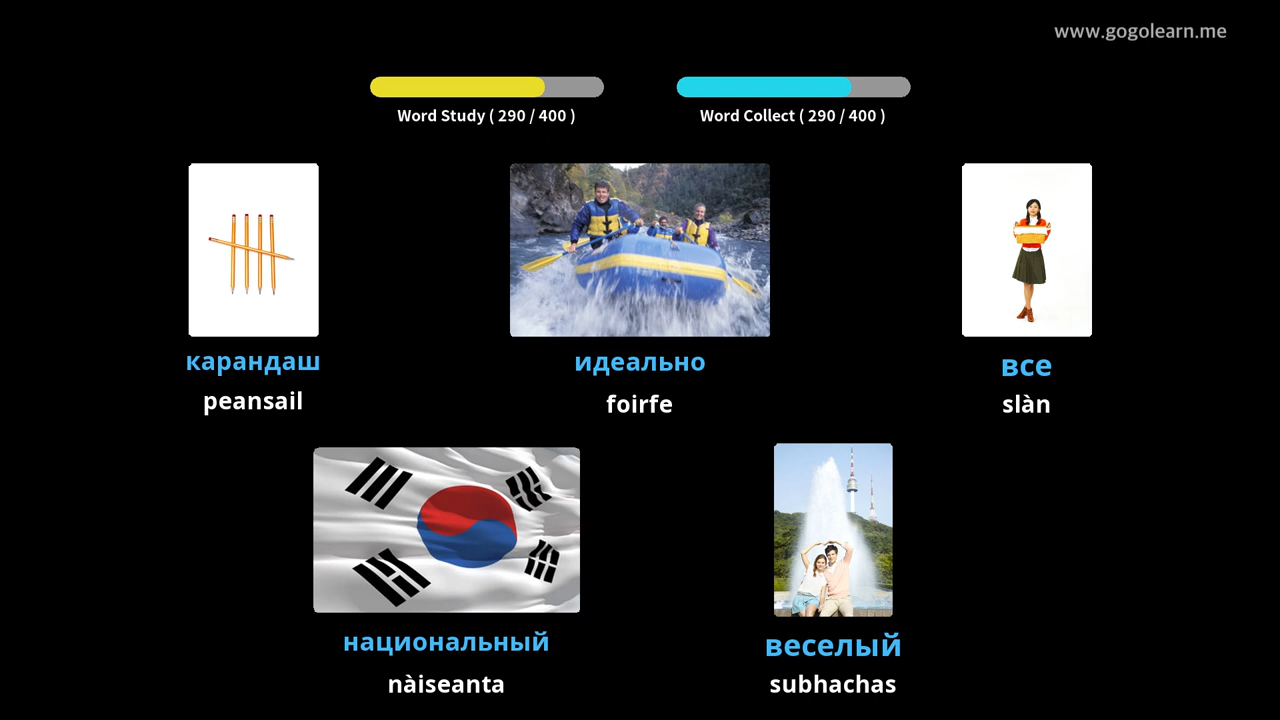 www.gogolearn.me
Word Study ( 290 / 400 )
Word Collect ( 290 / 400 )
карандаш
peansail
идеально
foirfe
все
slàn
национальный
nàiseanta
веселый
subhachas